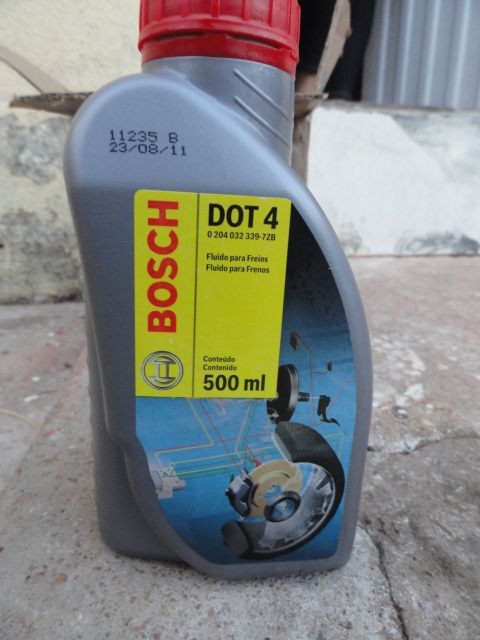 11235 B
23/08/11
BOSCH
DOT 4
0 204 032 339-7ZB
Fluido para Freios
Fluido para Frenos
Conteúdo
Contenido
500 ml